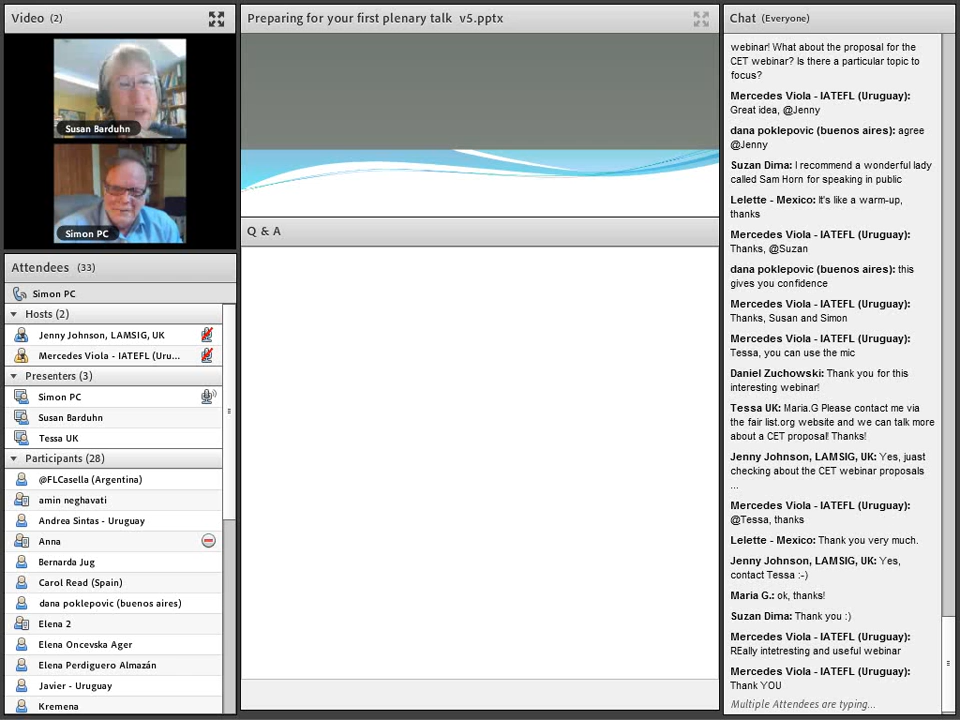 Video (2)
Susan Barduhn
Simon PC
Attendees (33)
Simon PC
Hosts (2)
Jenny Johnson, LAMSIG, UK
Mercedes Viola - IATEFL (Uru...
Presenters (3)
Simon PC
Susan Barduhn
Tessa UK
Participants (28)
@FLCasella (Argentina)
amin neghavati
Andrea Sintas - Uruguay
Anna
Bernarda Jug
Carol Read (Spain)
dana poklepovic (buenos aires)
Elena 2
Elena Oncevska Ager
Elena Perdiguero Almazán
Javier - Uruguay
Kremena
Preparing for your first plenary talk v5.pptx
Q & A
Chat (Everyone)
webinar! What about the proposal for the
CET webinar? Is there a particular topic to
focus?
Mercedes Viola - IATEFL (Uruguay):
Great idea, @Jenny
dana poklepovic (buenos aires): agree
@Jenny
Suzan Dima: I recommend a wonderful lady
called Sam Horn for speaking in public
Lelette - Mexico: It's like a warm-up,
thanks
Mercedes Viola - IATEFL (Uruguay):
Thanks, @Suzan
dana poklepovic (buenos aires): this
gives you confidence
Mercedes Viola - IATEFL (Uruguay):
Thanks, Susan and Simon
Mercedes Viola - IATEFL (Uruguay):
Tessa, you can use the mic
Daniel Zuchowski: Thank you for this
interesting webinar!
Tessa UK: Maria.G Please contact me via
the fair list.org website and we can talk more
about a CET proposal! Thanks!
Jenny Johnson, LAMSIG, UK: Yes, juast
checking about the CET webinar proposals
...
Mercedes Viola - IATEFL (Uruguay):
@Tessa, thanks
Lelette - Mexico: Thank you very much.
Jenny Johnson, LAMSIG, UK: Yes,
contact Tessa :-)
Maria G.: ok, thanks!
Suzan Dima: Thank you :)
Mercedes Viola - IATEFL (Uruguay):
REally intetresting and useful webinar
Mercedes Viola - IATEFL (Uruguay):
Thank YOU
Multiple Attendees are typing...